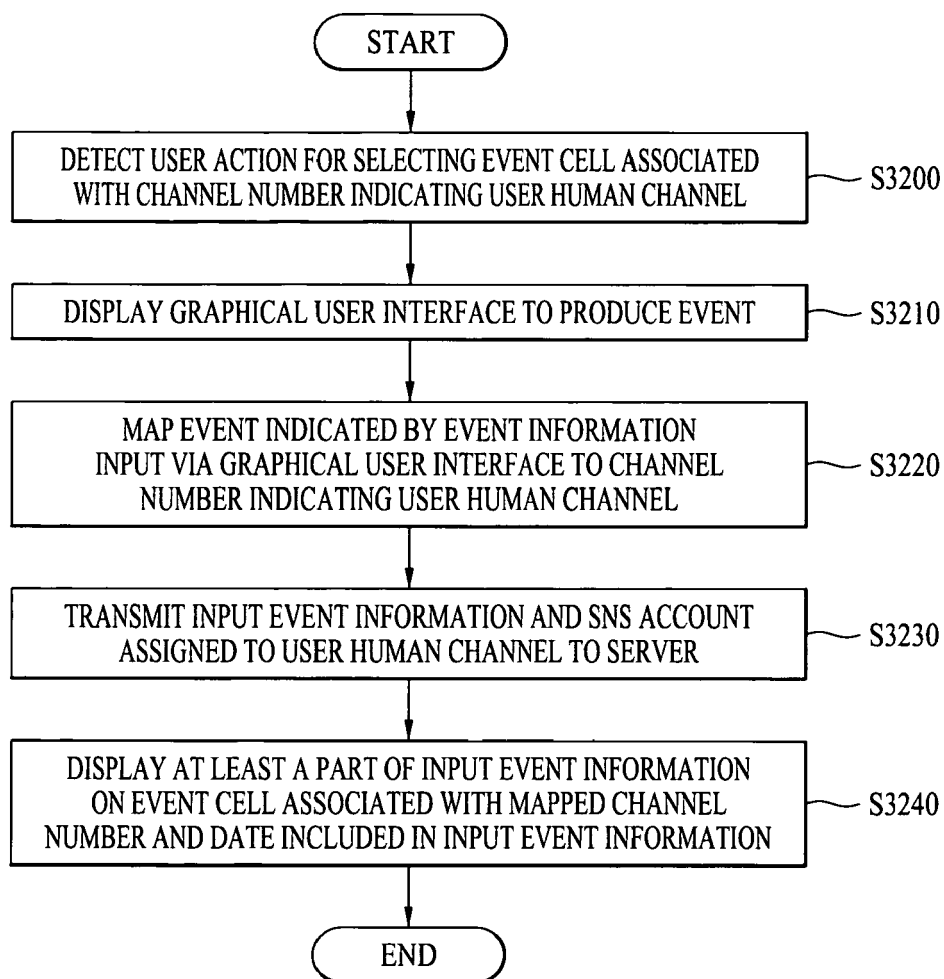 START
DETECT USER ACTION FOR SELECTING EVENT CELL ASSOCIATED
WITH CHANNEL NUMBER INDICATING USER HUMAN CHANNEL
S3200
DISPLAY GRAPHICAL USER INTERFACE TO PRODUCE EVENT
S3210
MAP EVENT INDICATED BY EVENT INFORMATION
INPUT VIA GRAPHICAL USER INTERFACE TO CHANNEL
NUMBER INDICATING USER HUMAN CHANNEL
S3220
TRANSMIT INPUT EVENT INFORMATION AND SNS ACCOUNT
ASSIGNED TO USER HUMAN CHANNEL TO SERVER
S3230
DISPLAY AT LEAST A PART OF INPUT EVENT INFORMATION
ON EVENT CELL ASSOCIATED WITH MAPPED CHANNEL
NUMBER AND DATE INCLUDED IN INPUT EVENT INFORMATION
S3240
END